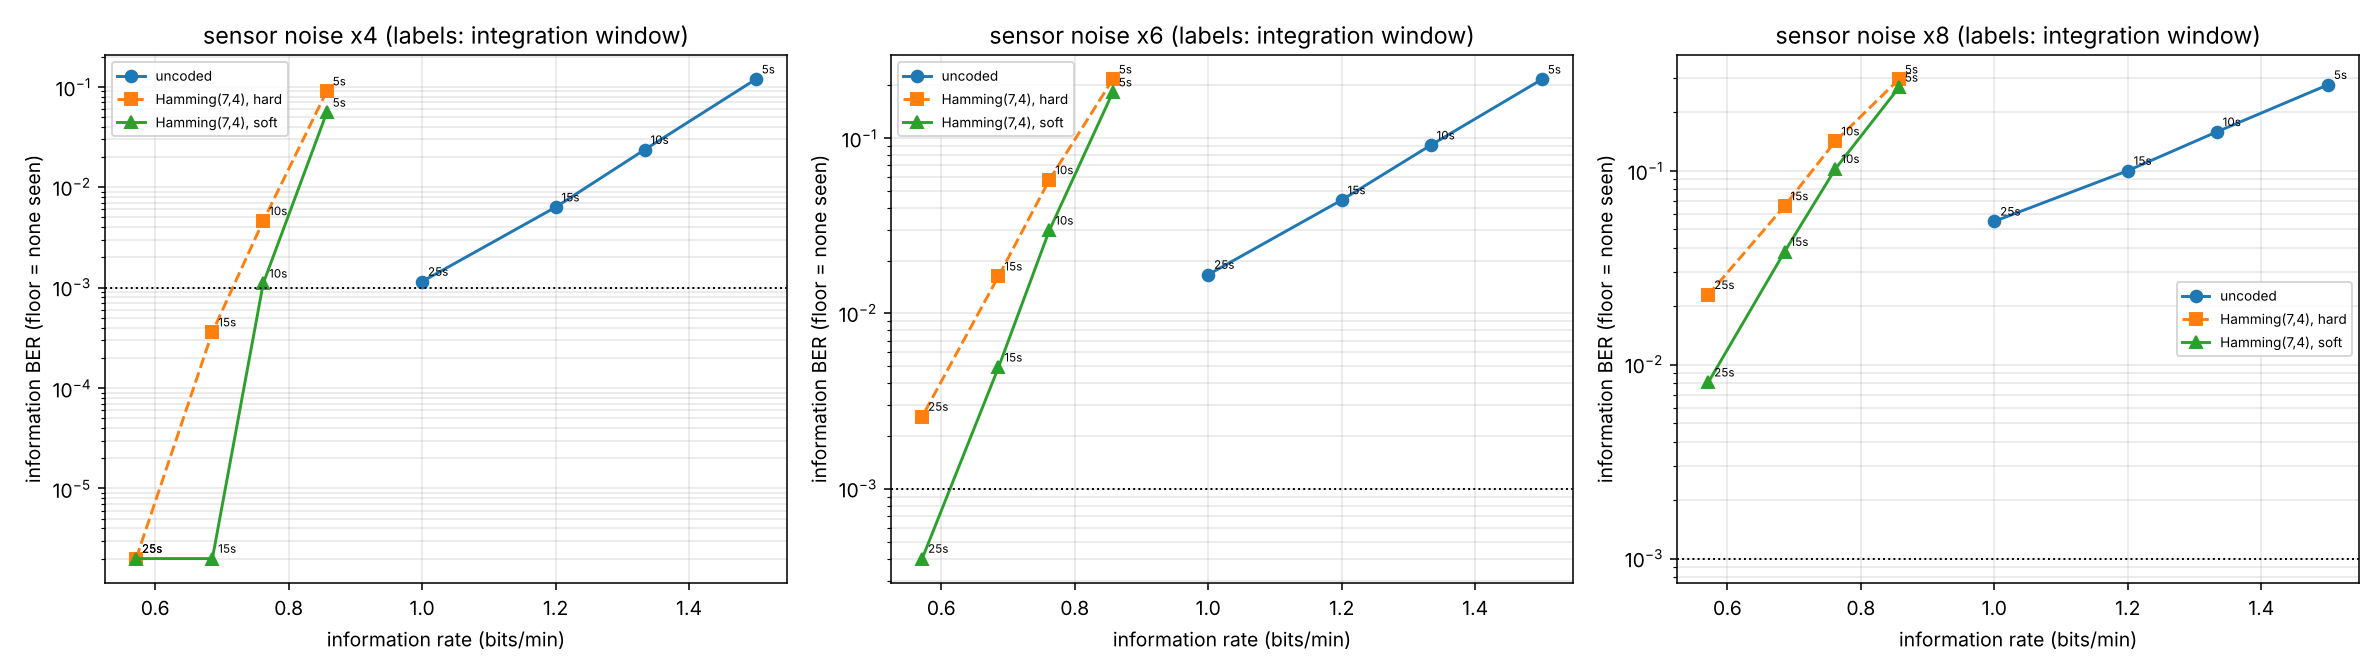 sensor noise x4 (labels: integration window)
information BER (floor = none seen)
10⁻¹
10⁻²
10⁻³
10⁻⁴
10⁻⁵
uncoded
Hamming(7,4), hard
Hamming(7,4), soft
5s
5s
5s
10s
15s
10s
10s
25s
15s
25s
15s
0.6 0.8 1.0 1.2 1.4
information rate (bits/min)
sensor noise x6 (labels: integration window)
information BER (floor = none seen)
10⁻¹
10⁻²
10⁻³
uncoded
Hamming(7,4), hard
Hamming(7,4), soft
5s
5s
5s
10s
10s
15s
10s
15s
25s
15s
25s
25s
0.6 0.8 1.0 1.2 1.4
information rate (bits/min)
sensor noise x8 (labels: integration window)
information BER (floor = none seen)
10⁻¹
10⁻²
10⁻³
5s
5s
5s
10s
10s
10s
15s
15s
25s
15s
25s
25s
uncoded
Hamming(7,4), hard
Hamming(7,4), soft
0.6 0.8 1.0 1.2 1.4
information rate (bits/min)